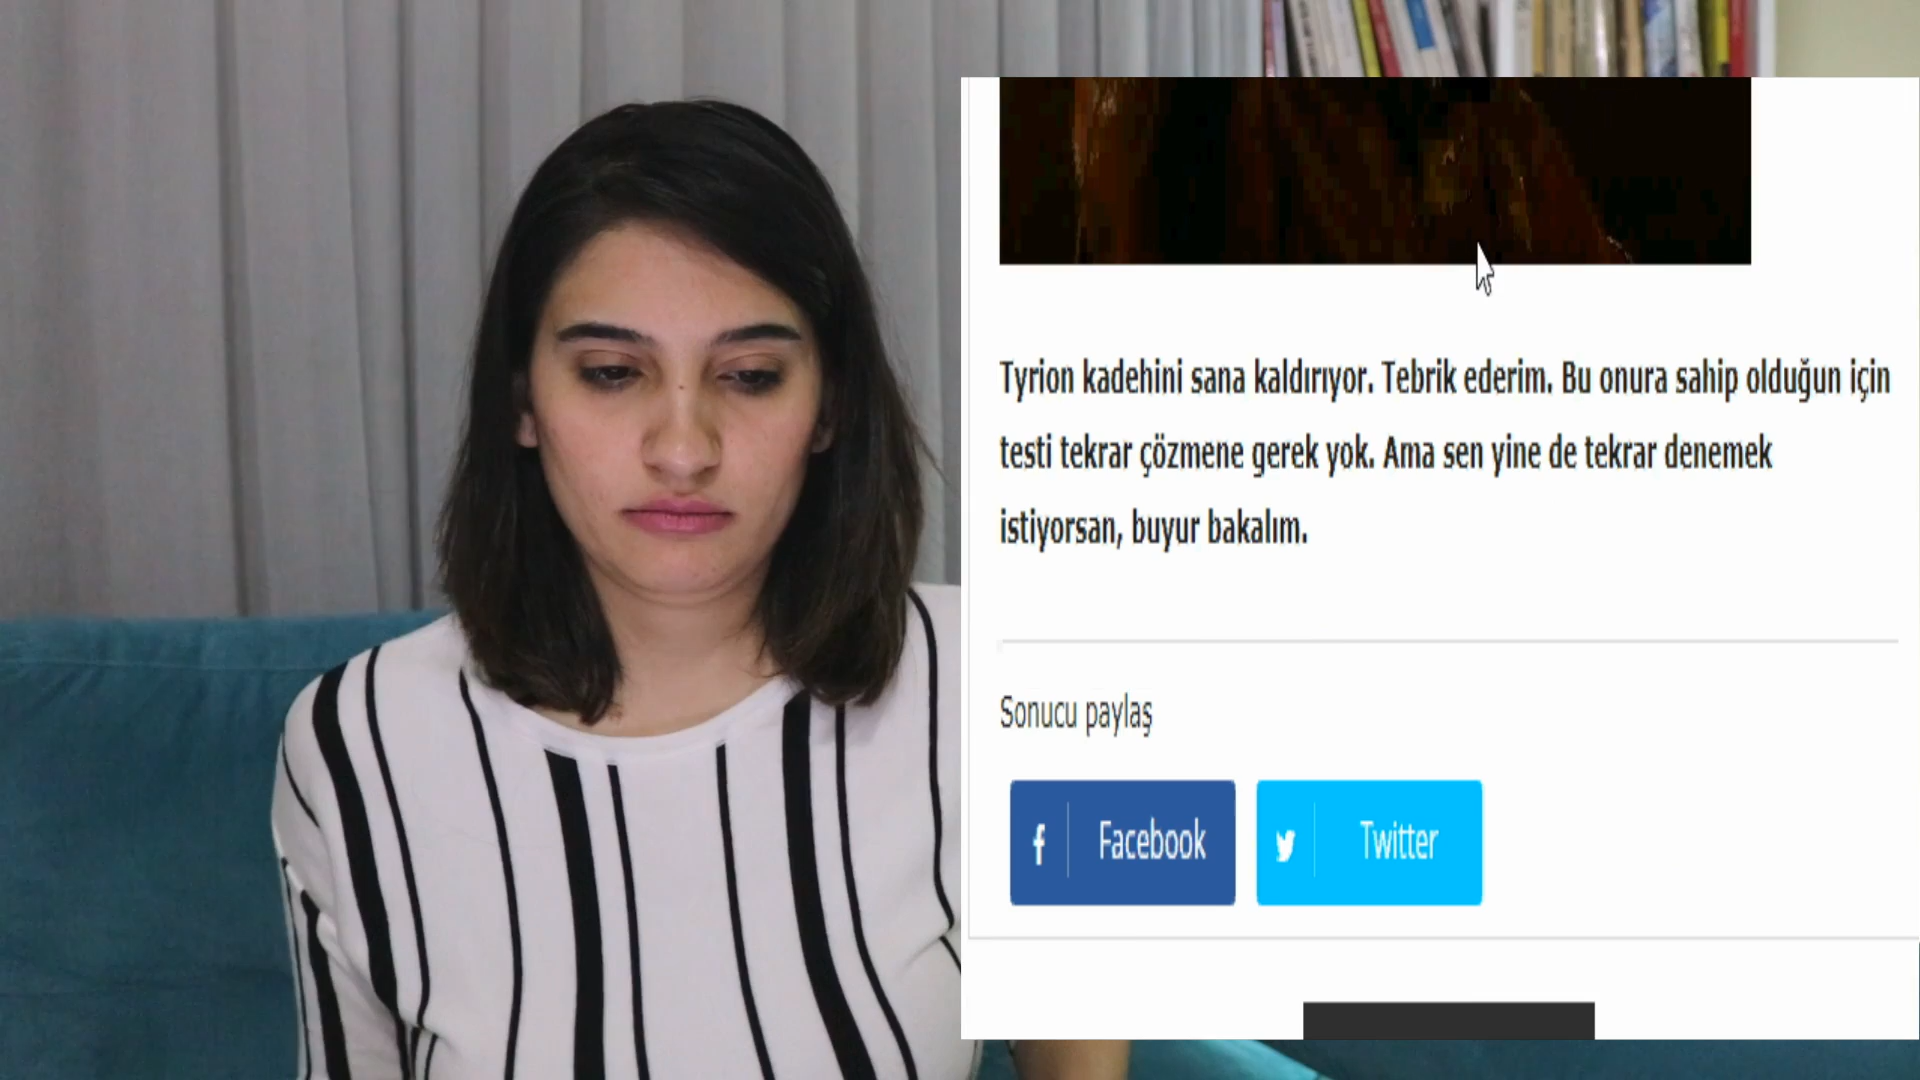 Tyrion kadehini sana kaldırıyor. Tebrik ederim. Bu onura sahip olduğun için
testi tekrar çözmene gerek yok. Ama sen yine de tekrar denemek
istiyorsan, buyur bakalım.
Sonucu paylaş
Facebook
Twitter